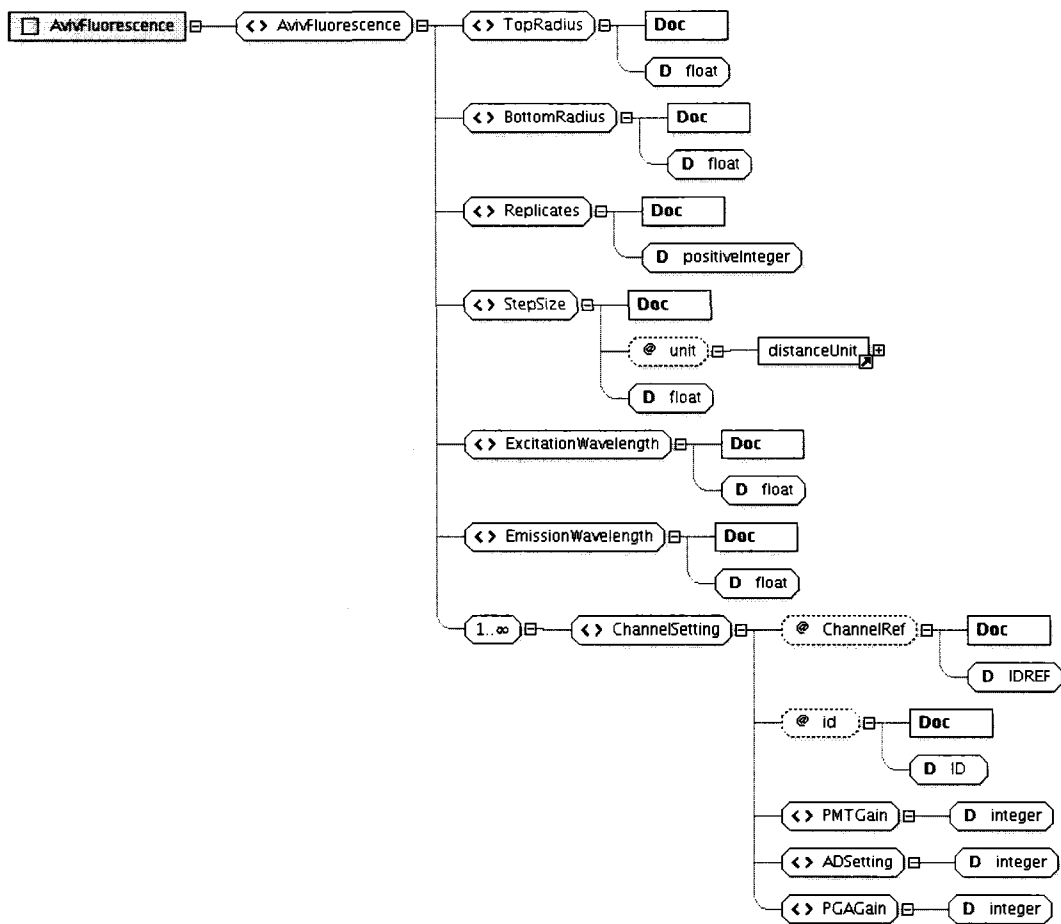 AvivFluorescence <> AvivFluorescence <> TopRadius Doc
D float
<> BottomRadius Doc
D float
<> Replicates Doc
D positiveInteger
<> StepSize Doc
@ unit distanceUnit
D float
<> ExcitationWavelength Doc
D float
<> EmissionWavelength Doc
D float
1..∞ <> ChannelSetting @ ChannelRef Doc
D IDREF
@ id Doc
D ID
<> PMTGain D integer
<> ADSetting D integer
<> PGAGain D integer